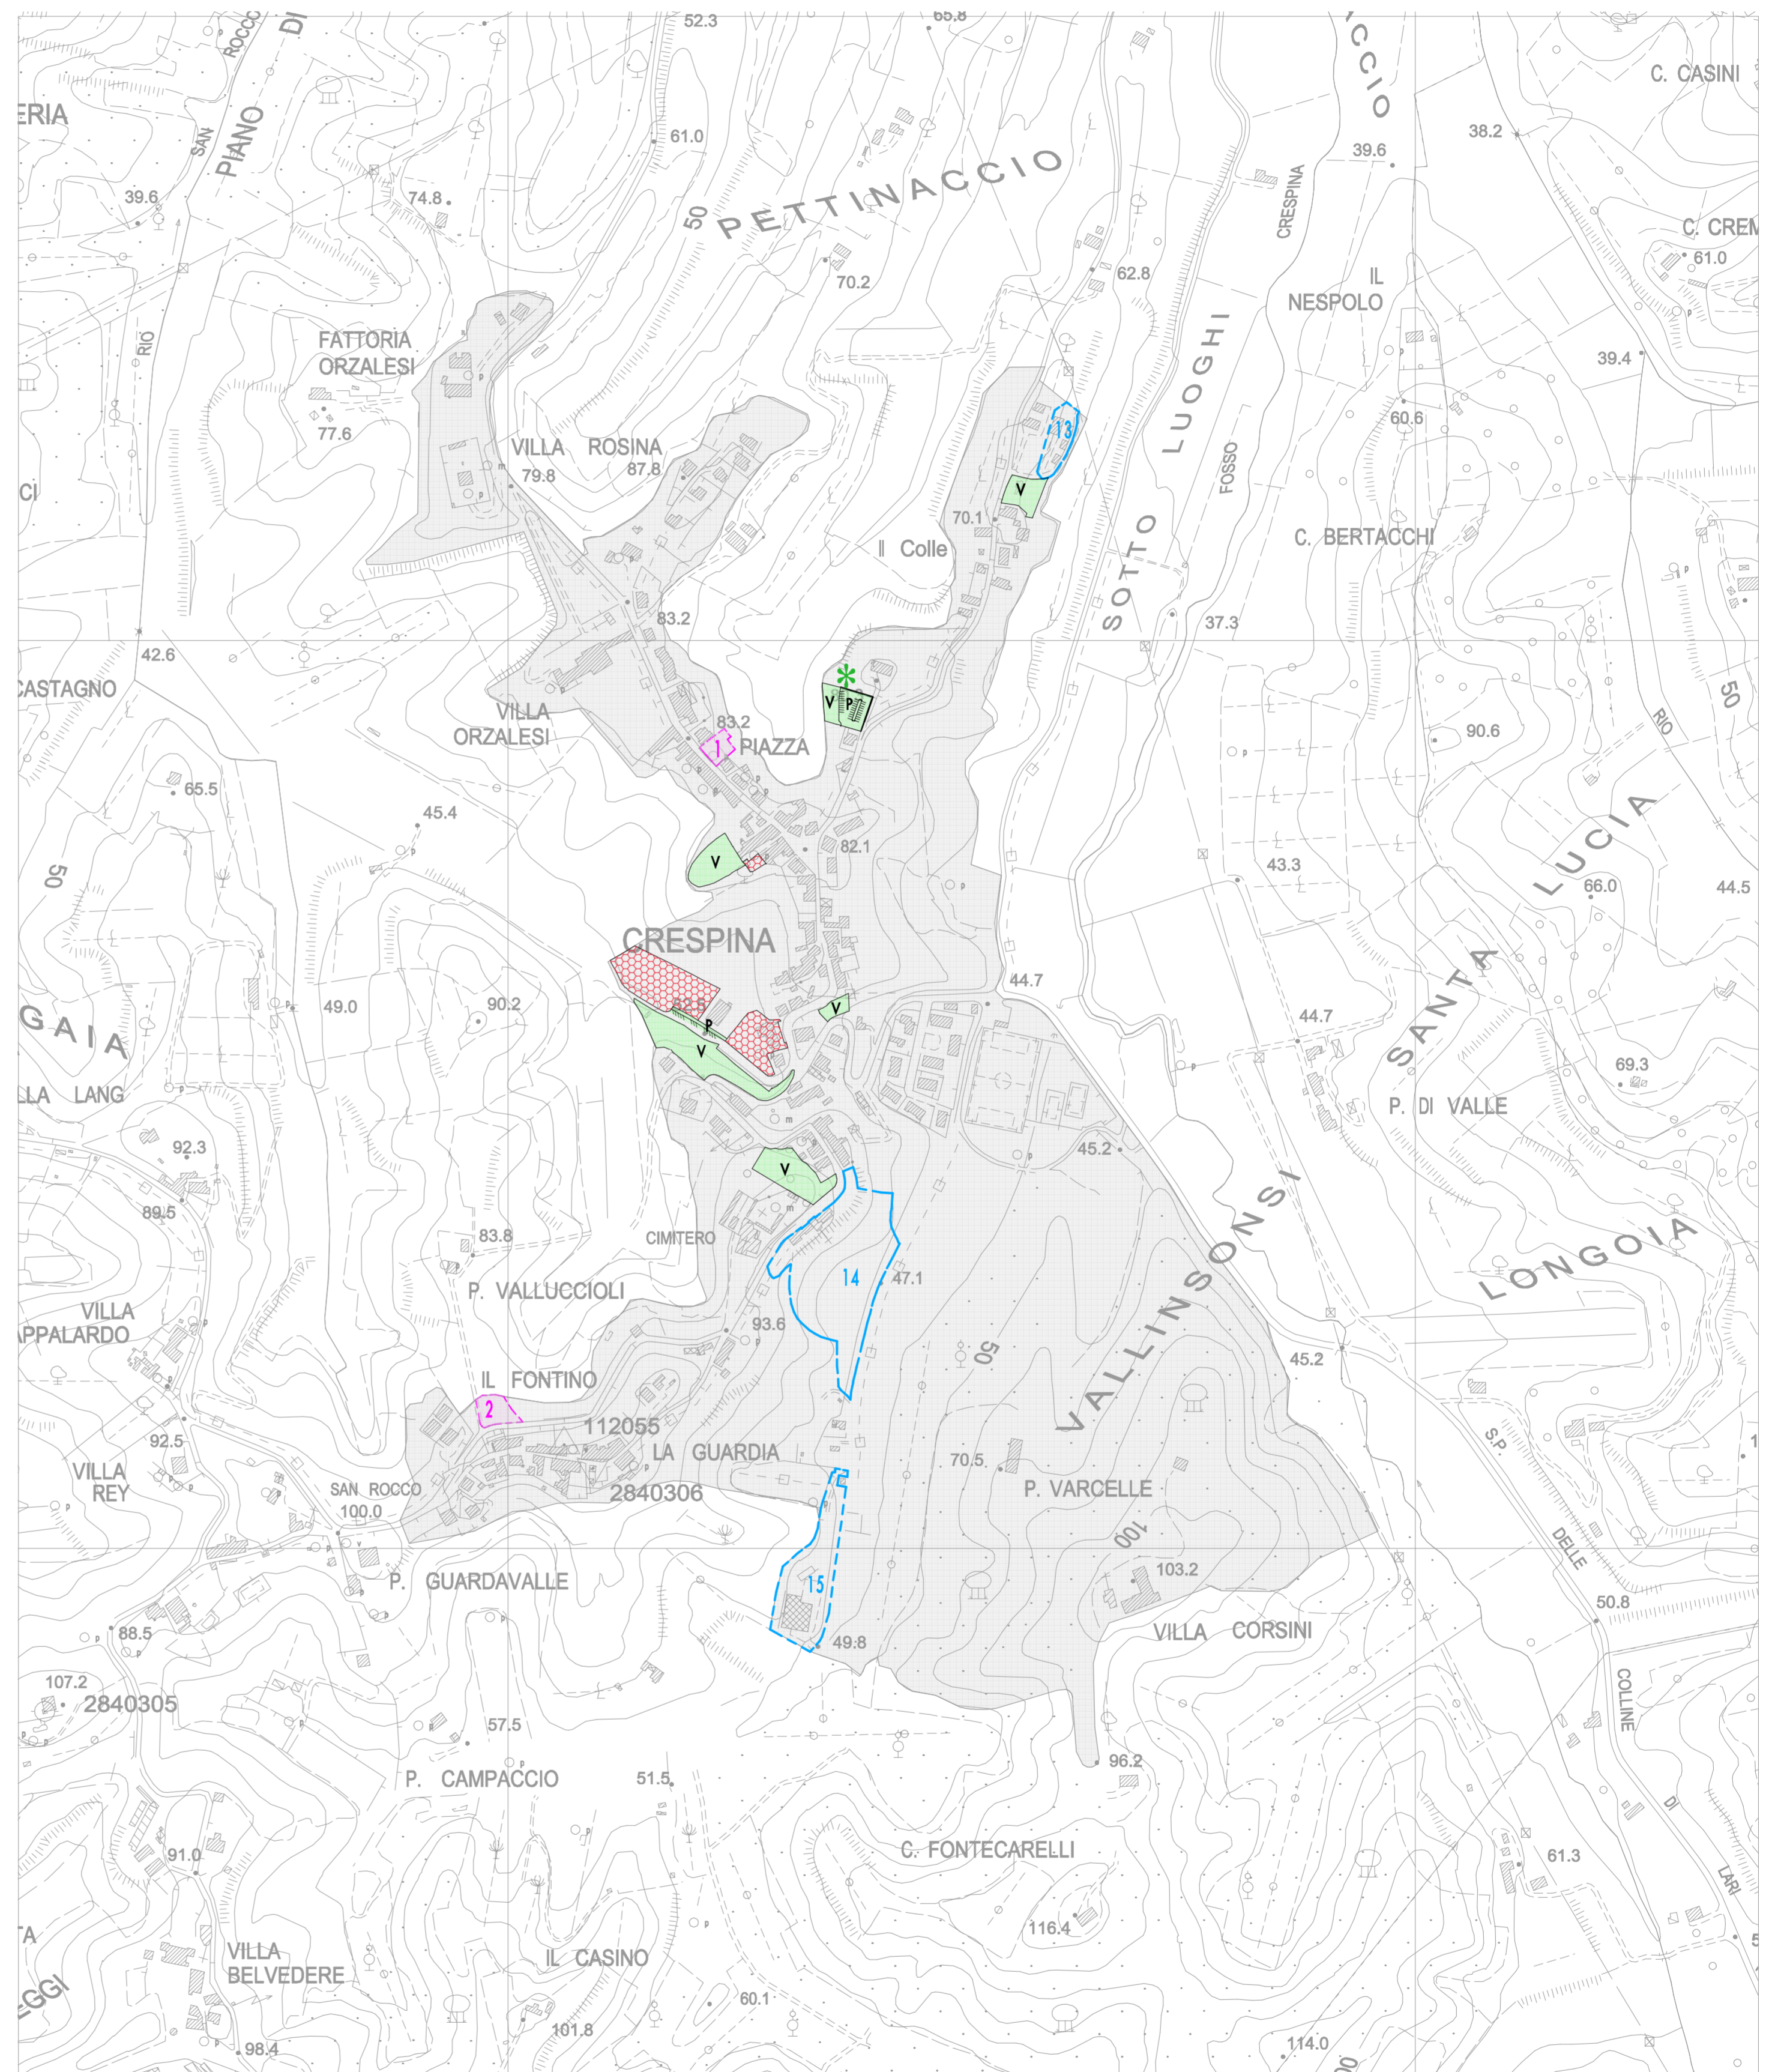 52.3
65.8
ROCCO
DI
SAN
PIANO
ERIA
61.0
PETTINACCIO
CCIO
C. CASINI
38.2
39.6
CRESPINA
39.6
74.8
50
C. CREM
61.0
62.8
70.2
IL
NESPOLO
RIO
FATTORIA
ORZALESI
39.4
77.6
60.6
13
VILLA ROSINA
87.8
79.8
SOTTO LUOGHI
FOSSO
CI
V
70.1
Il Colle
C. BERTACCHI
83.2
37.3
42.6
CASTAGNO
VILLA
ORZALESI
V P
83.2
1
PIAZZA
50
RIO
90.6
65.5
45.4
82.1
V
43.3
50
SANTA LUCIA
66.0
44.5
CRESPINA
44.7
49.0
90.2
62.5
P
V
V
44.7
GAIA
69.3
LLA LANG
P. DI VALLE
92.3
45.2
V
89.5
CIMITERO
83.8
14
47.1
P. VALLUCCIOLI
VALLINSONSI
LONGOIA
VILLA
APPALARDO
93.6
50
45.2
IL FONTINO
2
112055
92.5
LA GUARDIA
S.P.
VILLA
REY
70.5
P. VARCELLE
SAN ROCCO
100.0
2840306
100
DELLE
P. GUARDAVALLE
15
103.2
50.8
88.5
49.8
VILLA CORSINI
107.2
2840305
COLLINE
57.5
96.2
P. CAMPACCIO
51.5
DI
C. FONTECARELLI
91.0
61.3
LARI
116.4
TA
VILLA
BELVEDERE
IL CASINO
EGGI
60.1
101.8
98.4
114.0
00